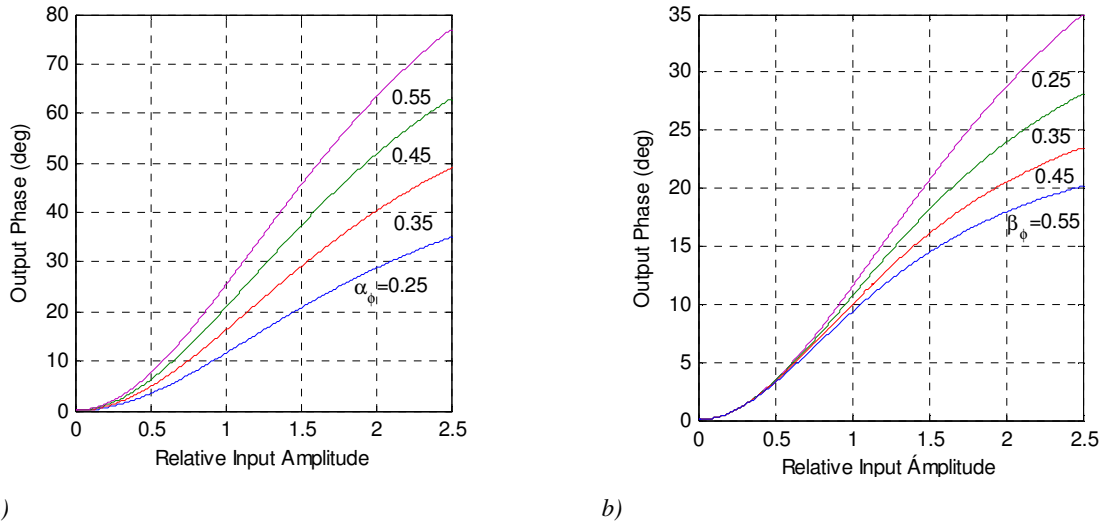 80
70
60
50
40
30
20
10
0
Output Phase (deg)
0.55
0.45
0.35
α_ϕ=0.25
0 0.5 1 1.5 2 2.5
Relative Input Amplitude
)
35
30
25
20
15
10
5
0
Output Phase (deg)
0.25
0.35
0.45
β_ϕ=0.55
0 0.5 1 1.5 2 2.5
Relative Input Ámplitude
b)